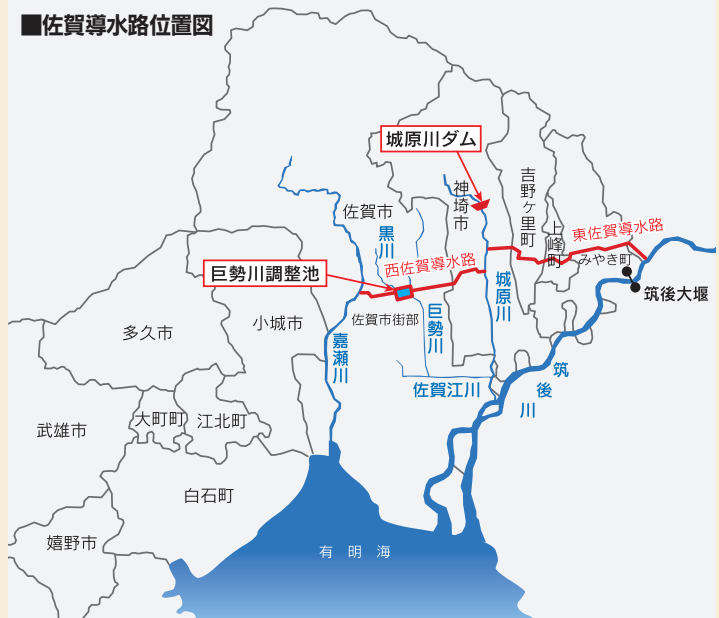 ■佐賀導水路位置図
城原川ダム
吉野ヶ里町
神埼市
佐賀市
上峰町
東佐賀導水路
黒川
西佐賀導水路
みやき町
巨勢川調整池
城原川
筑後大堰
佐賀市街部
巨勢川
小城市
多久市
嘉瀬川
筑後川
佐賀江川
大町町
江北町
武雄市
白石町
嬉野市
有明海